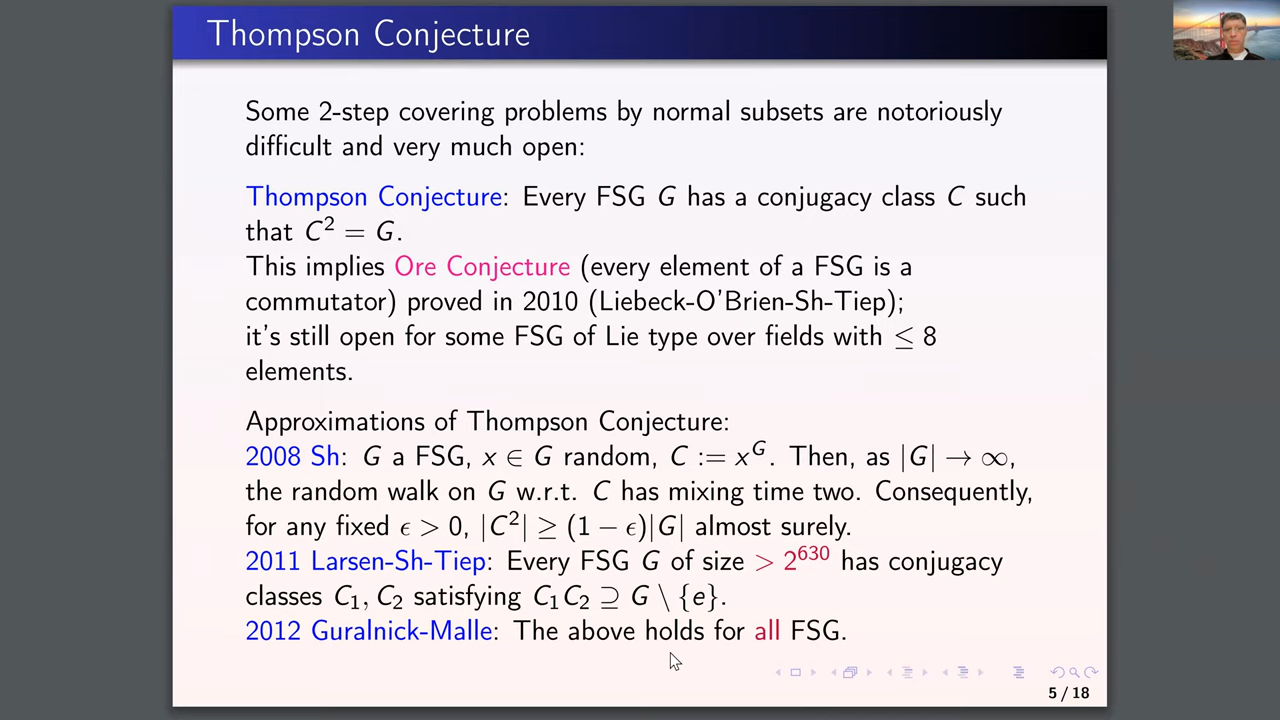 Thompson Conjecture
Some 2-step covering problems by normal subsets are notoriously
difficult and very much open:
Thompson Conjecture: Every FSG G has a conjugacy class C such
that C² = G.
This implies Ore Conjecture (every element of a FSG is a
commutator) proved in 2010 (Liebeck-O'Brien-Sh-Tiep);
it's still open for some FSG of Lie type over fields with ≤ 8
elements.
Approximations of Thompson Conjecture:
2008 Sh: G a FSG, x ∈ G random, C := x^G. Then, as |G| → ∞,
the random walk on G w.r.t. C has mixing time two. Consequently,
for any fixed ϵ > 0, |C²| ≥ (1 − ϵ)|G| almost surely.
2011 Larsen-Sh-Tiep: Every FSG G of size > 2^630 has conjugacy
classes C₁, C₂ satisfying C₁C₂ ⊇ G \ {e}.
2012 Guralnick-Malle: The above holds for all FSG.
5 / 18